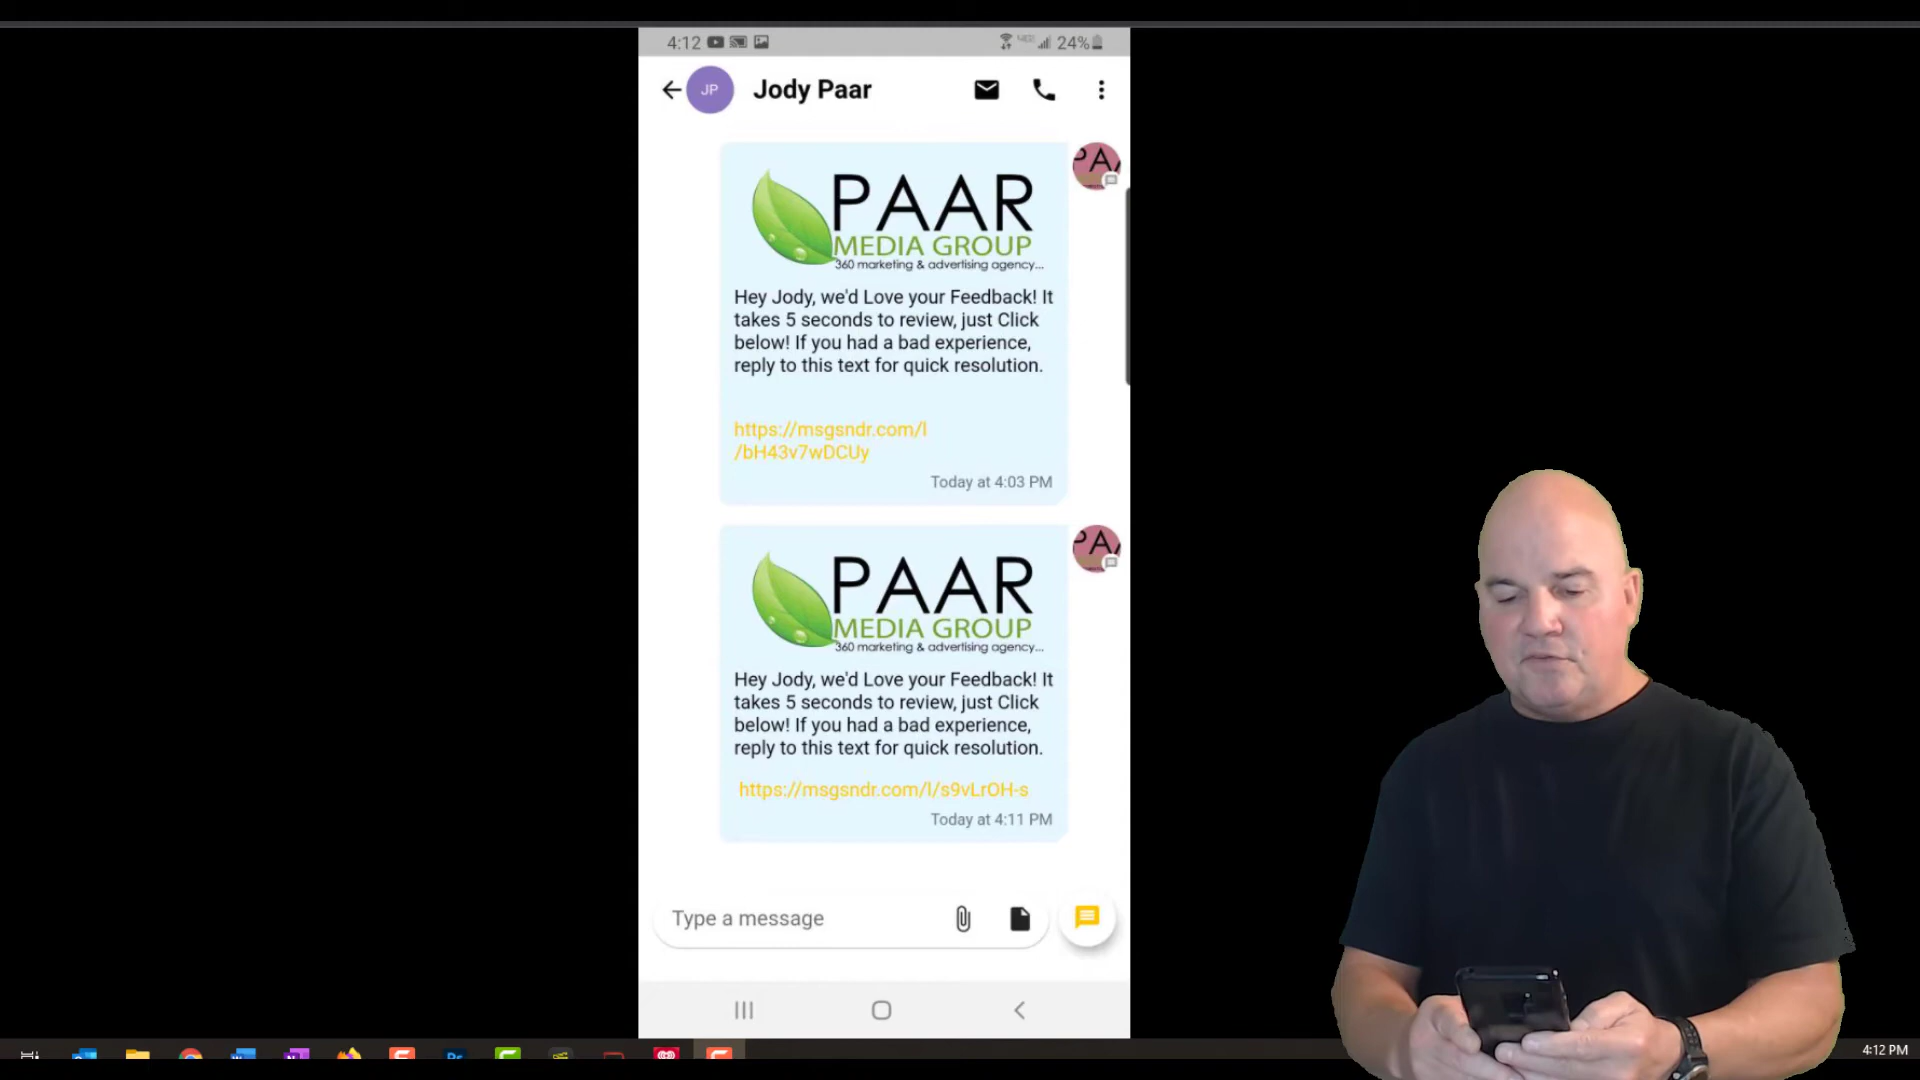 4:12
24%
JP
Jody Paar
PAAR
MEDIA GROUP
360 marketing & advertising agency...
Hey Jody, we'd Love your Feedback! It
takes 5 seconds to review, just Click
below! If you had a bad experience,
reply to this text for quick resolution.
https://msgsndr.com/l
/bH43v7wDCUy
Today at 4:03 PM
PAAR
MEDIA GROUP
360 marketing & advertising agency...
Hey Jody, we'd Love your Feedback! It
takes 5 seconds to review, just Click
below! If you had a bad experience,
reply to this text for quick resolution.
https://msgsndr.com/l/s9vLrOH-s
Today at 4:11 PM
Type a message
4:12 PM